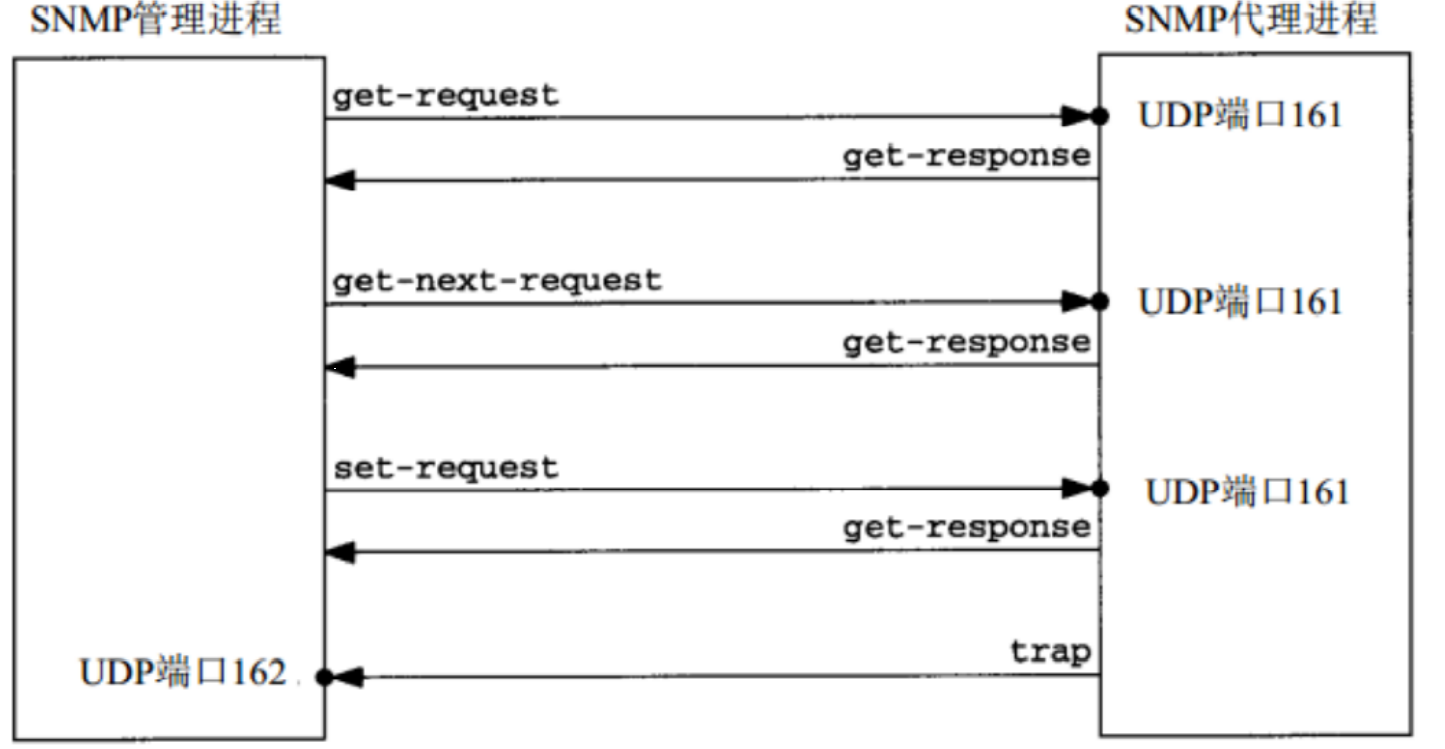 SNMP管理进程
SNMP代理进程
get-request
UDP端口161
get-response
get-next-request
UDP端口161
get-response
set-request
UDP端口161
get-response
trap
UDP端口162